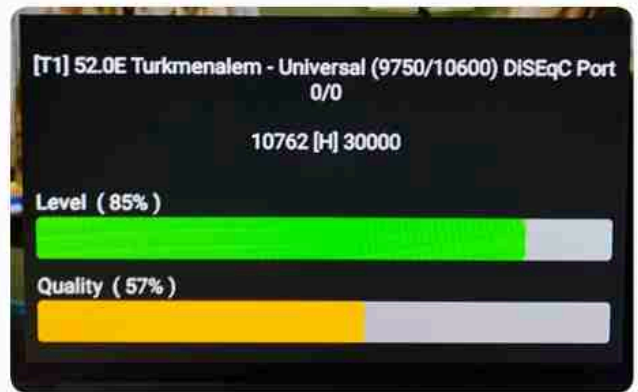 [T1] 52.0E Turkmenalem - Universal (9750/10600) DiSEqC Port
0/0
10762 [H] 30000
Level ( 85% )
Quality ( 57% )